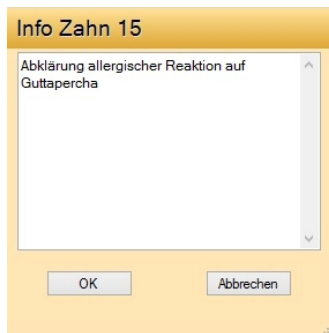 Info Zahn 15
Abklärung allergischer Reaktion auf
Guttapercha
OK
Abbrechen